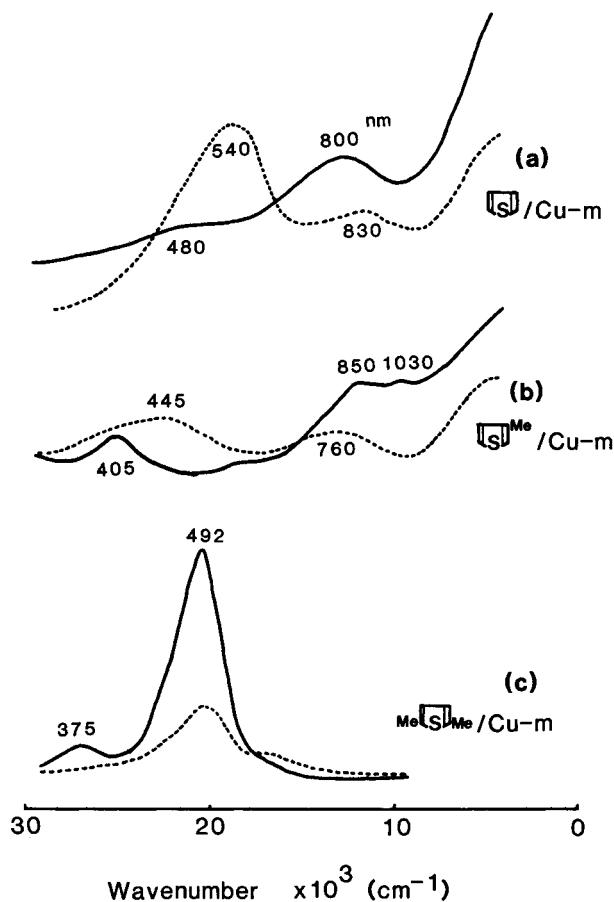 540
800 nm
(a)
S /Cu-m
480
830
850 1030
(b)
445
S Me /Cu-m
405
760
492
(c)
375
Me S Me /Cu-m
30 20 10 0
Wavenumber x10³ (cm⁻¹)